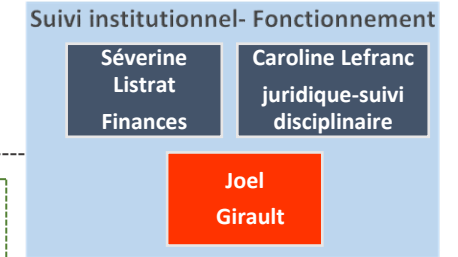 Suivi institutionnel- Fonctionnement
Séverine
Listrat
Finances
Caroline Lefranc
juridique-suivi
disciplinaire
Joel
Girault